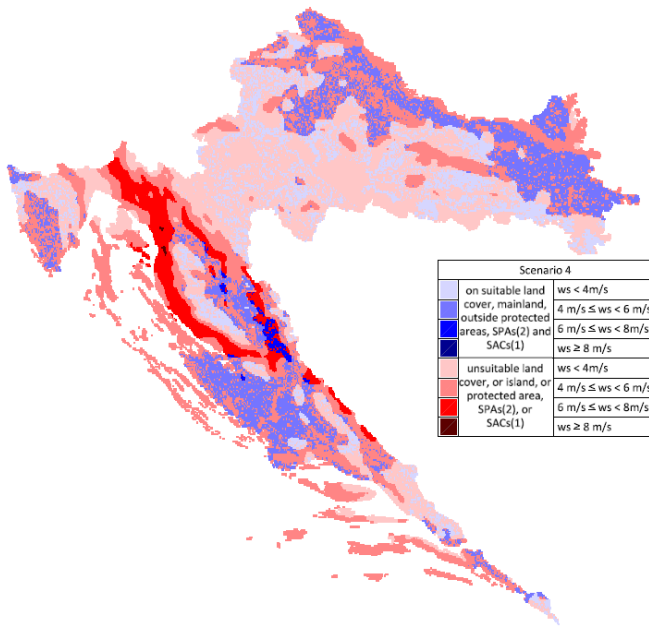 Scenario 4
on suitable land
cover, mainland,
outside protected
areas, SPAs(2) and
SACs(1)
ws < 4m/s
4 m/s ≤ ws < 6 m/s
6 m/s ≤ ws < 8m/s
ws ≥ 8 m/s
unsuitable land
cover, or island, or
protected area,
SPAs(2), or
SACs(1)
ws < 4m/s
4 m/s ≤ ws < 6 m/s
6 m/s ≤ ws < 8m/s
ws ≥ 8 m/s